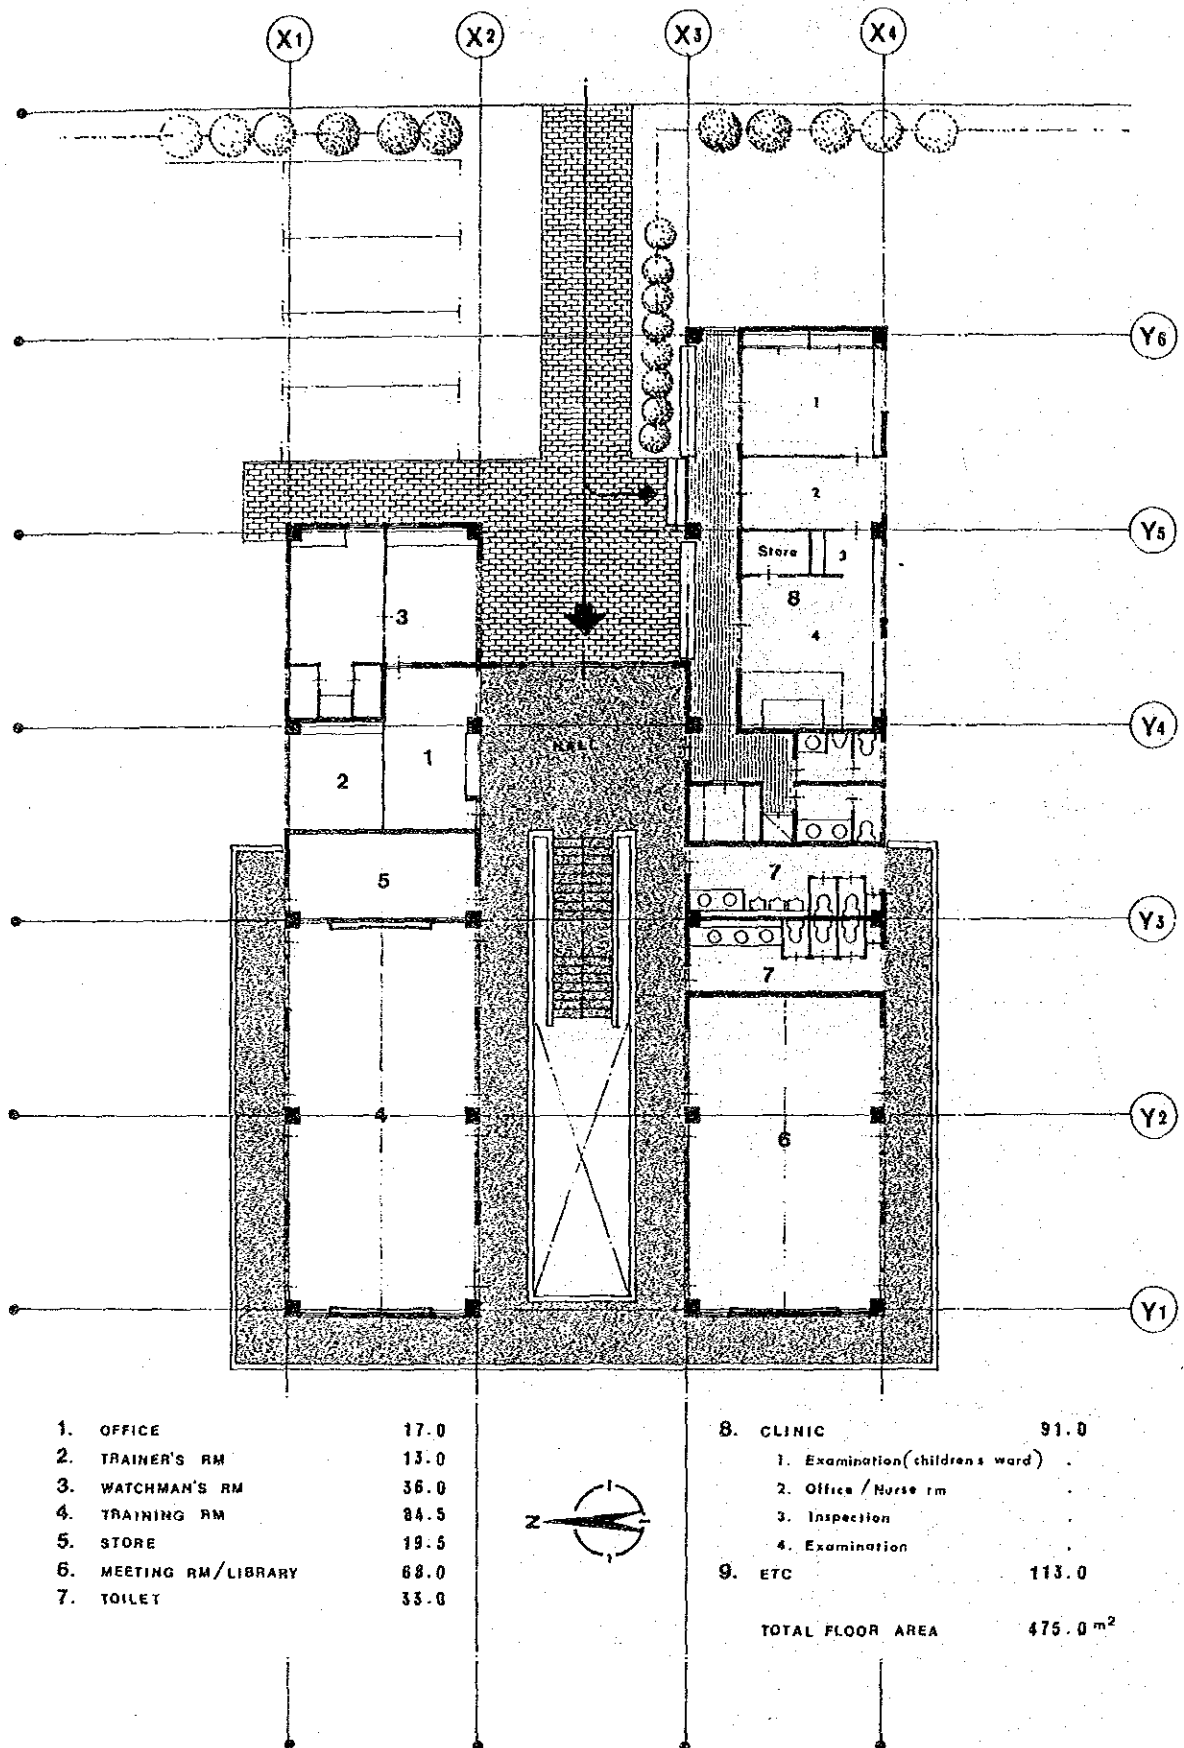 X1 X2 X3 X4
Y6
1
2
Y5
Store 3
8
3
4
Y4
HALL
1
2
7
5
Y3
7
Y2
4
6
Y1
1. OFFICE 17.0
2. TRAINER'S RM 13.0
3. WATCHMAN'S RM 36.0
4. TRAINING RM 84.5
5. STORE 19.5
6. MEETING RM/LIBRARY 68.0
7. TOILET 33.0
N
8. CLINIC 91.0
1. Examination(childrens ward)
2. Office / Nurse rm
3. Inspection
4. Examination
9. ETC 113.0
TOTAL FLOOR AREA 475.0 m²